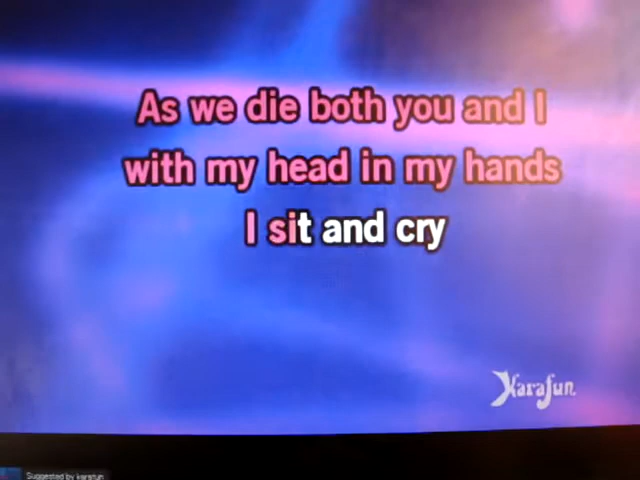 As we die both you and I
with my head in my hands
I sit and cry
Karafun
Suggested by karafun